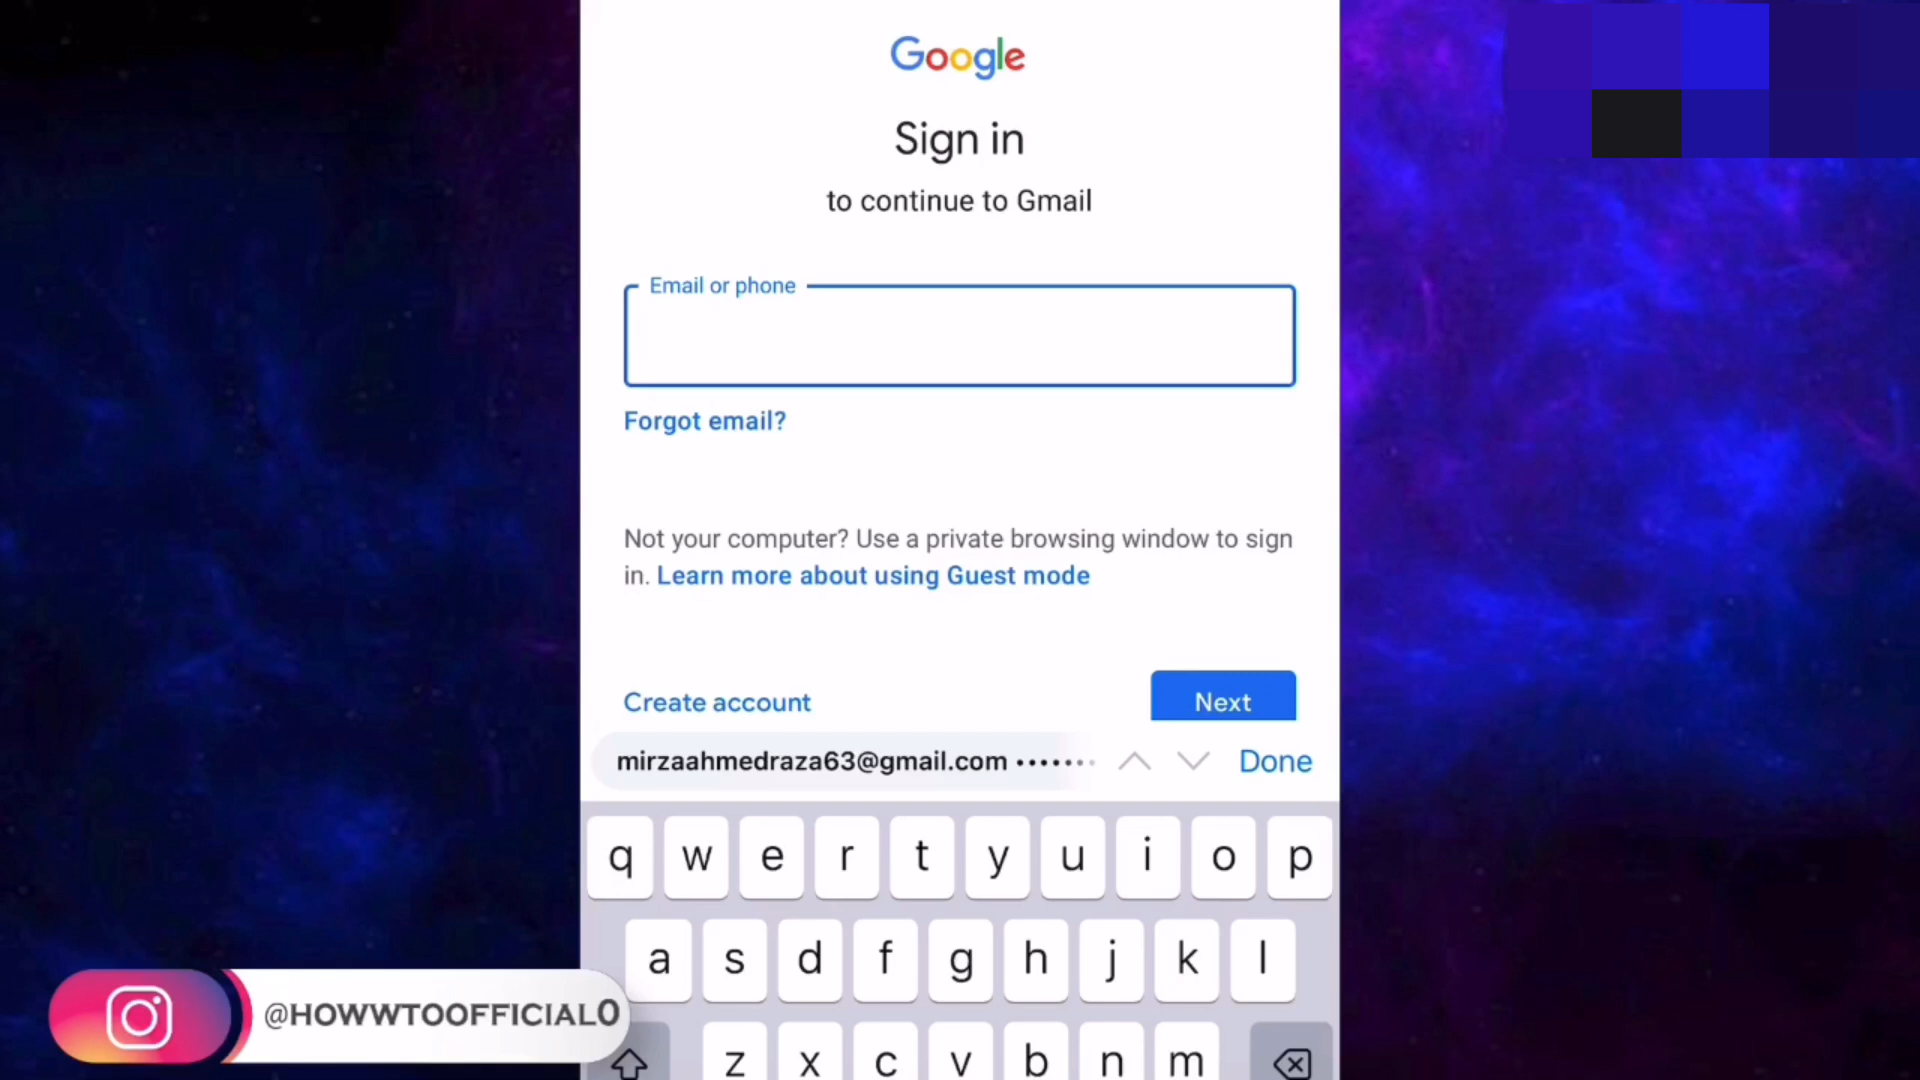 Google
Sign in
to continue to Gmail
Email or phone
Forgot email?
Not your computer? Use a private browsing window to sign
in. Learn more about using Guest mode
Create account
Next
mirzaahmedraza63@gmail.com •••••••
Done
q w e r t y u i o p
a s d f g h j k l
@HOWWTOOFFICIAL0
z x c v b n m